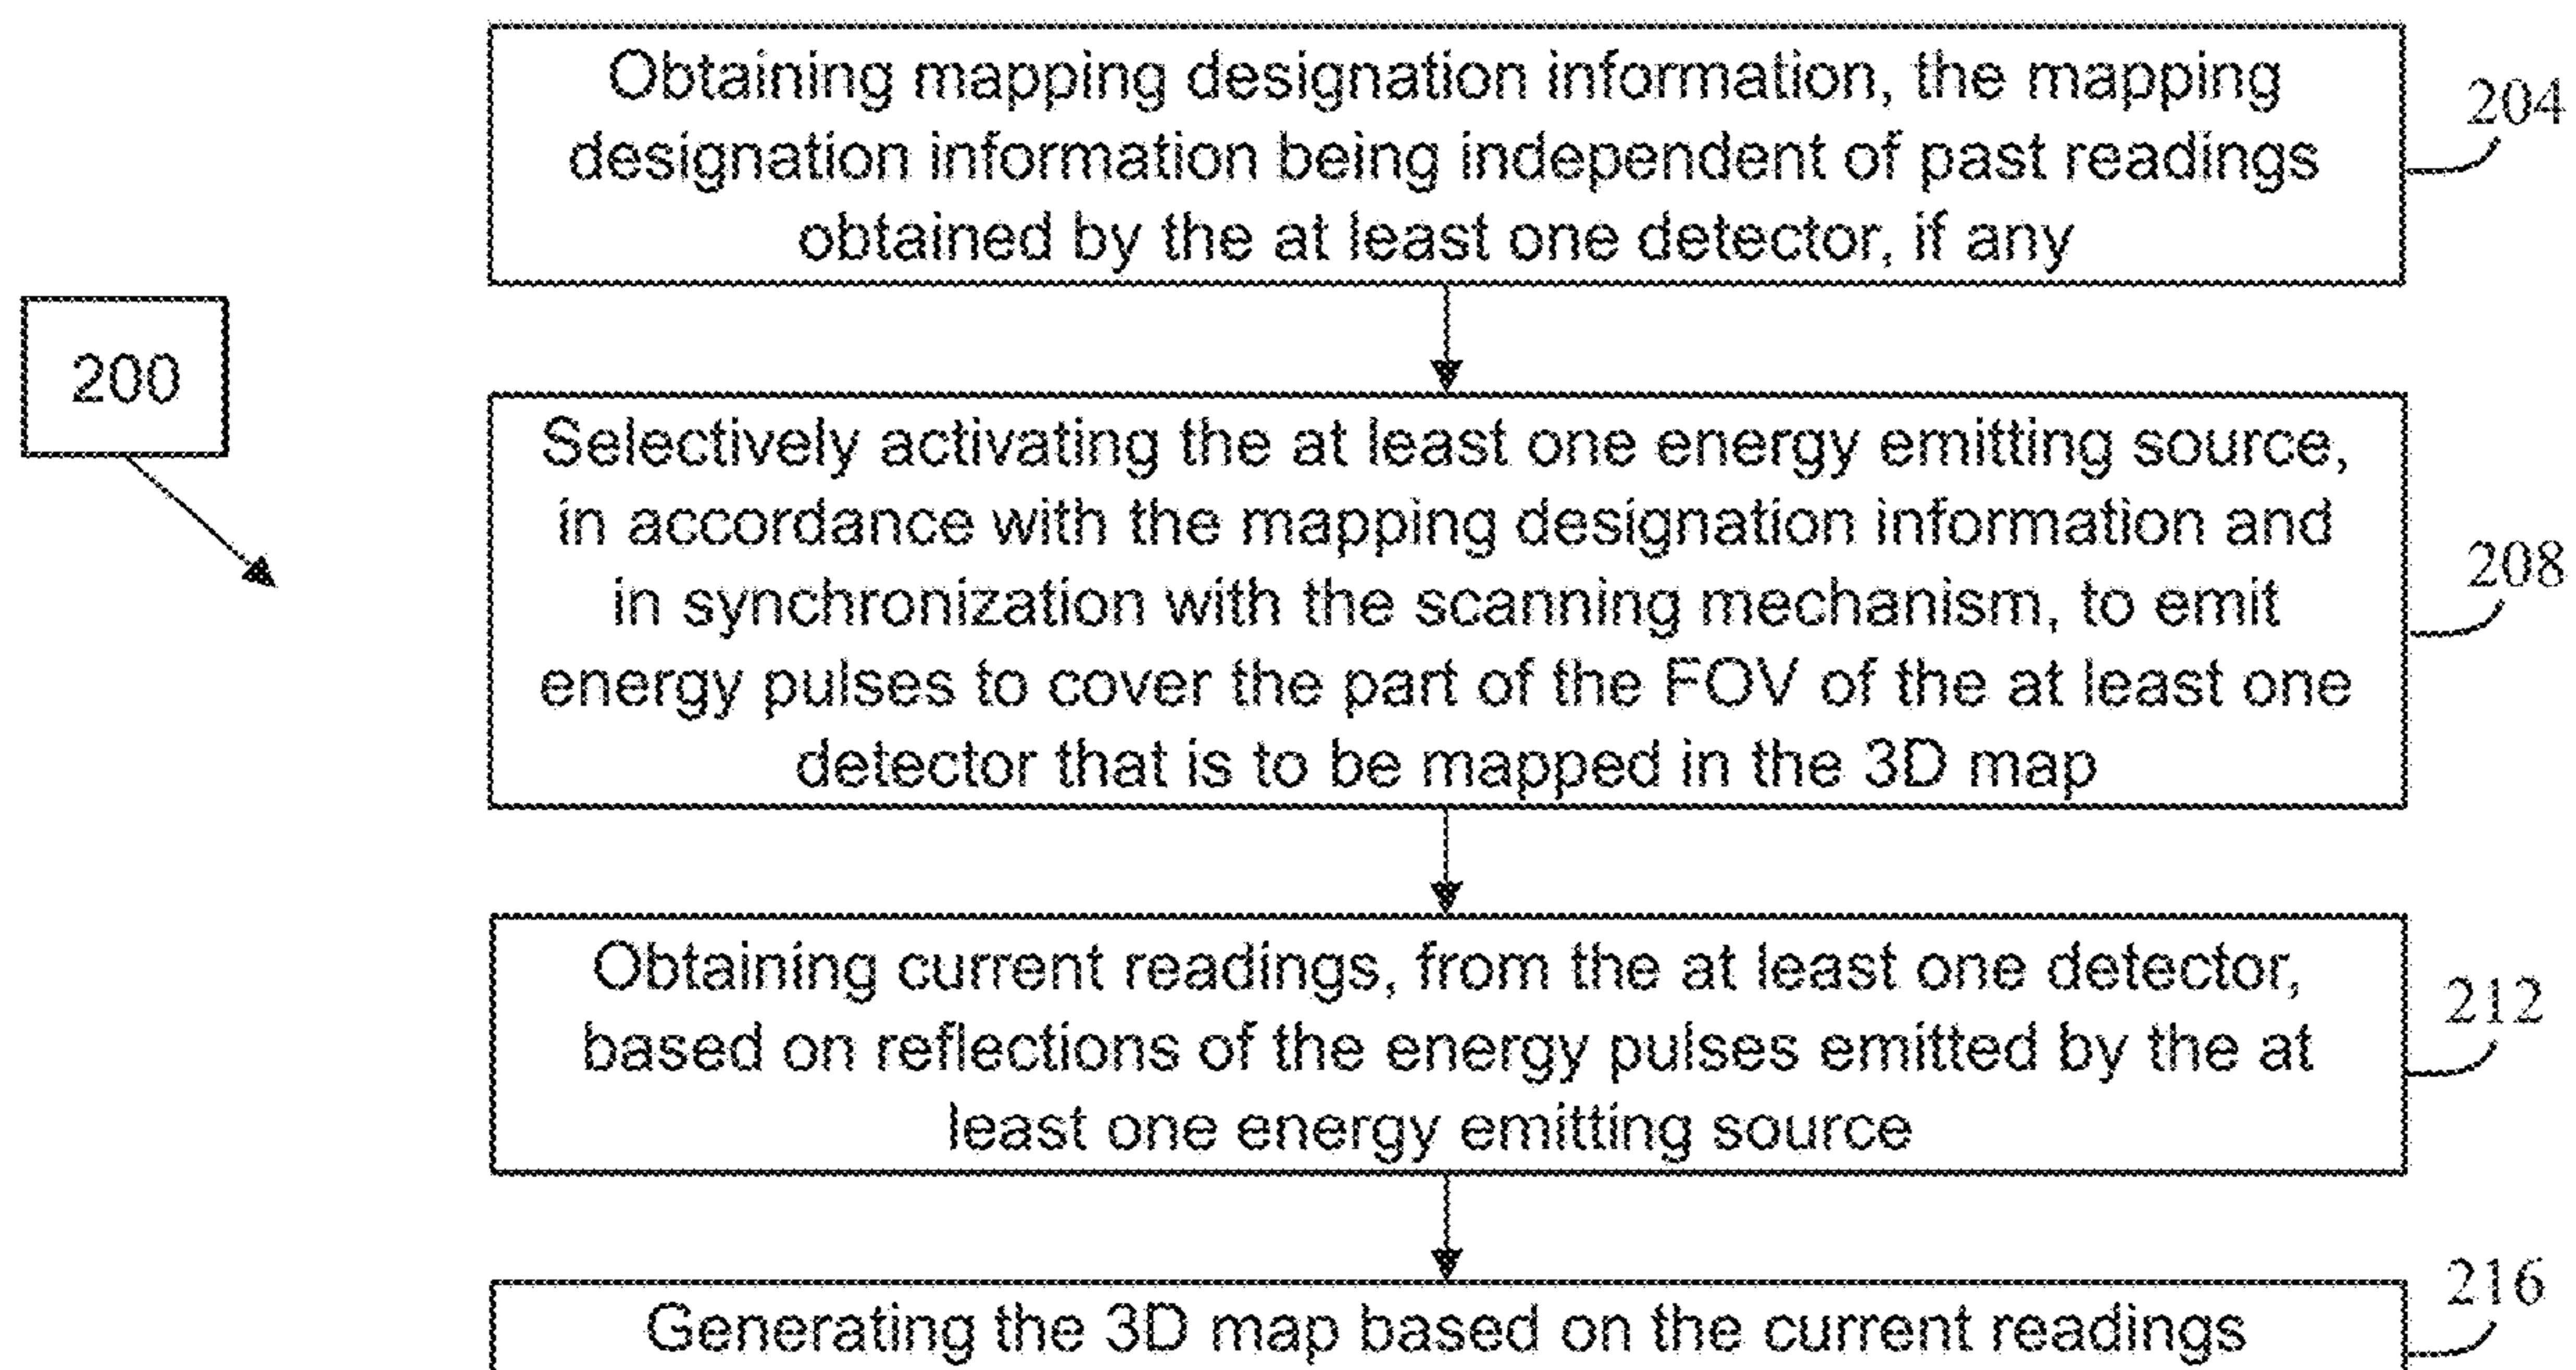 Obtaining mapping designation information, the mapping
designation information being independent of past readings
obtained by the at least one detector, if any
204
200
Selectively activating the at least one energy emitting source,
in accordance with the mapping designation information and
in synchronization with the scanning mechanism, to emit
energy pulses to cover the part of the FOV of the at least one
detector that is to be mapped in the 3D map
208
Obtaining current readings, from the at least one detector,
based on reflections of the energy pulses emitted by the at
least one energy emitting source
212
Generating the 3D map based on the current readings
216